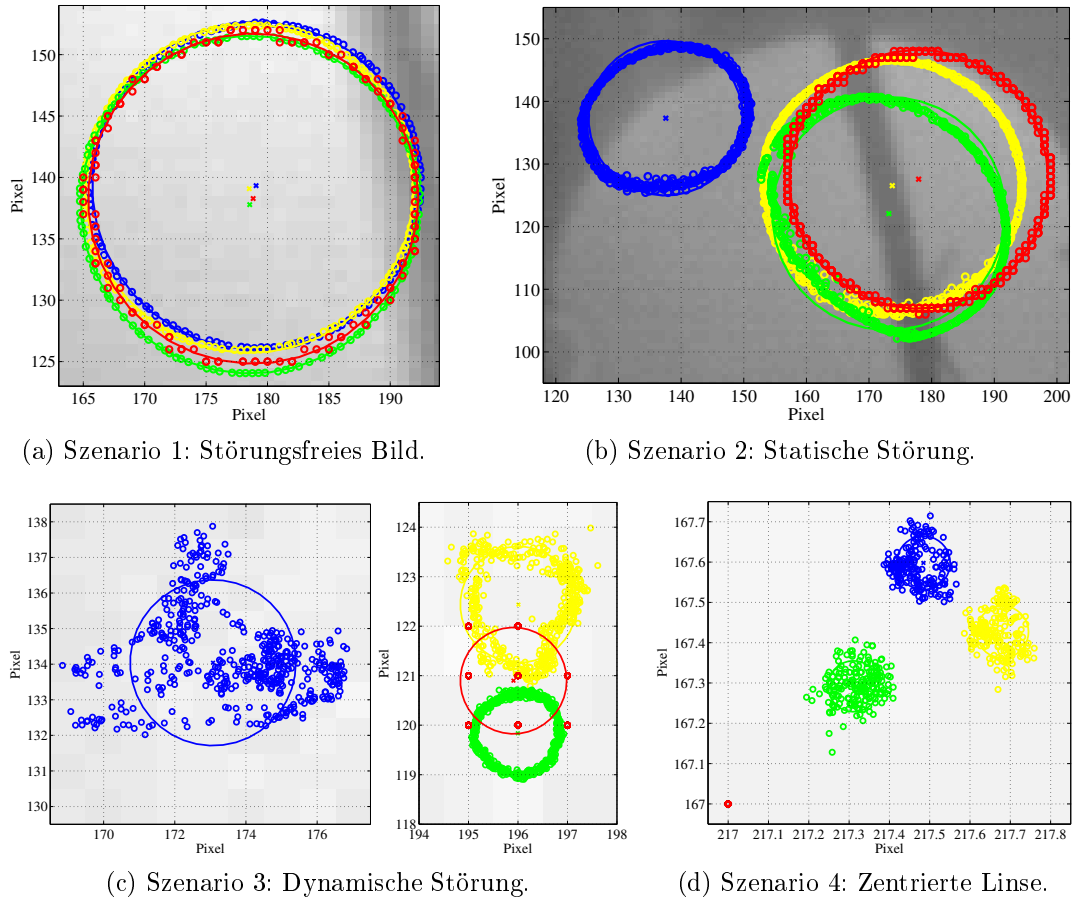 150
145
140
135
130
125
Pixel
165 170 175 180 185 190
Pixel
(a) Szenario 1: Störungsfreies Bild.
150
140
130
120
110
100
Pixel
120 130 140 150 160 170 180 190 200
Pixel
(b) Szenario 2: Statische Störung.
138
137
136
135
134
133
132
131
130
Pixel
170 172 174 176
Pixel
124
123
122
121
120
119
118
Pixel
194 195 196 197 198
Pixel
(c) Szenario 3: Dynamische Störung.
167.7
167.6
167.5
167.4
167.3
167.2
167.1
167
Pixel
217 217.1 217.2 217.3 217.4 217.5 217.6 217.7 217.8
Pixel
(d) Szenario 4: Zentrierte Linse.